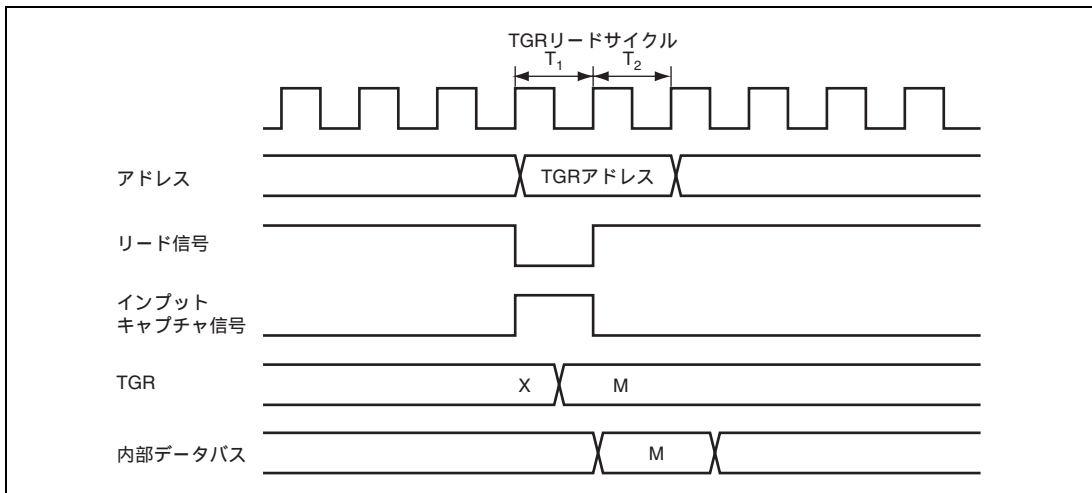 TGRリードサイクル
T1 T2
アドレス
TGRアドレス
リード信号
インプット
キャプチャ信号
TGR
X
M
内部データバス
M